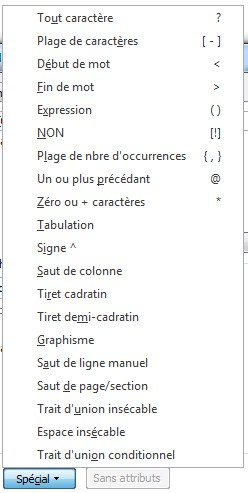 Tout caractère ?
Plage de caractères [ - ]
Début de mot <
Fin de mot >
Expression ( )
NON [!]
Plage de nbre d'occurrences { , }
Un ou plus précédant @
Zéro ou + caractères *
Tabulation
Signe ^
Saut de colonne
Tiret cadratin
Tiret demi-cadratin
Graphisme
Saut de ligne manuel
Saut de page/section
Trait d'union insécable
Espace insécable
Trait d'union conditionnel
Spécial
Sans attributs